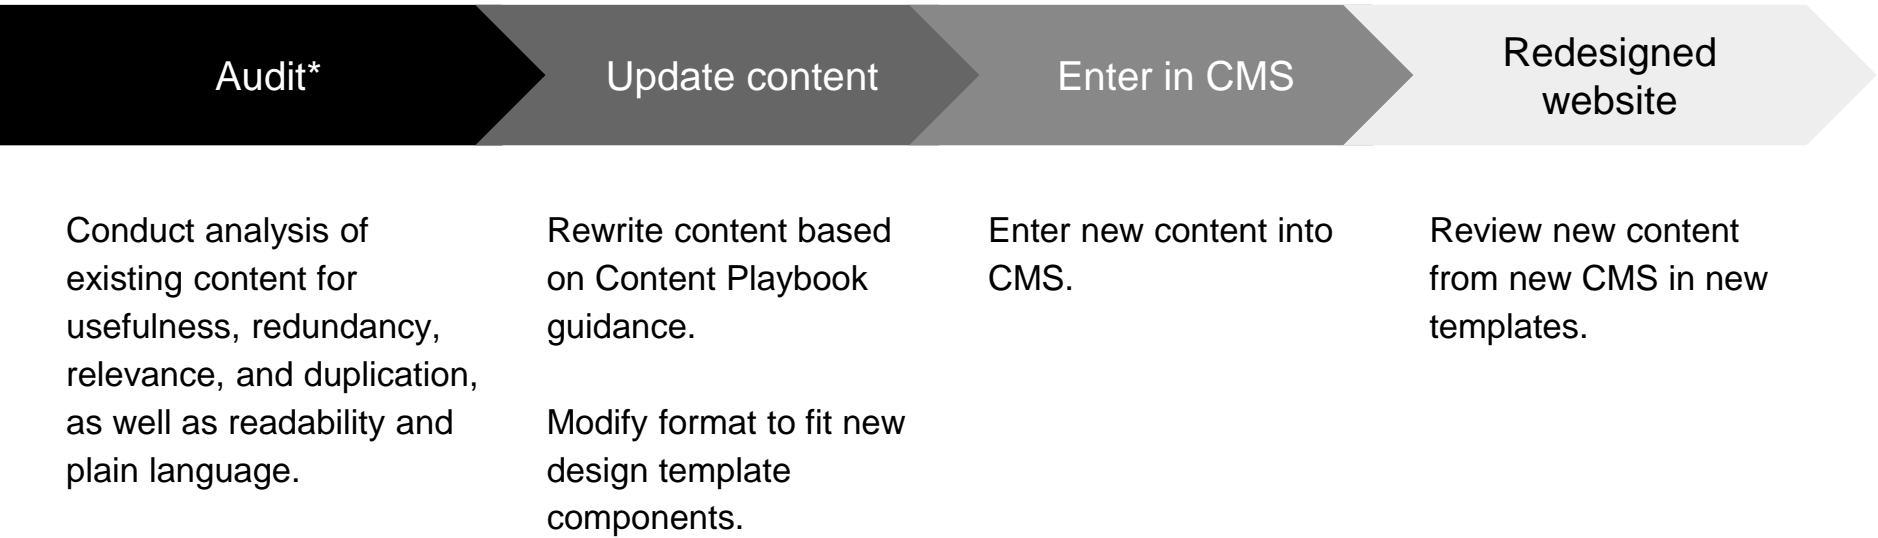 Audit*
Update content
Enter in CMS
Redesigned
website
Conduct analysis of
existing content for
usefulness, redundancy,
relevance, and duplication,
as well as readability and
plain language.
Rewrite content based
on Content Playbook
guidance.
Modify format to fit new
design template
components.
Enter new content into
CMS.
Review new content
from new CMS in new
templates.